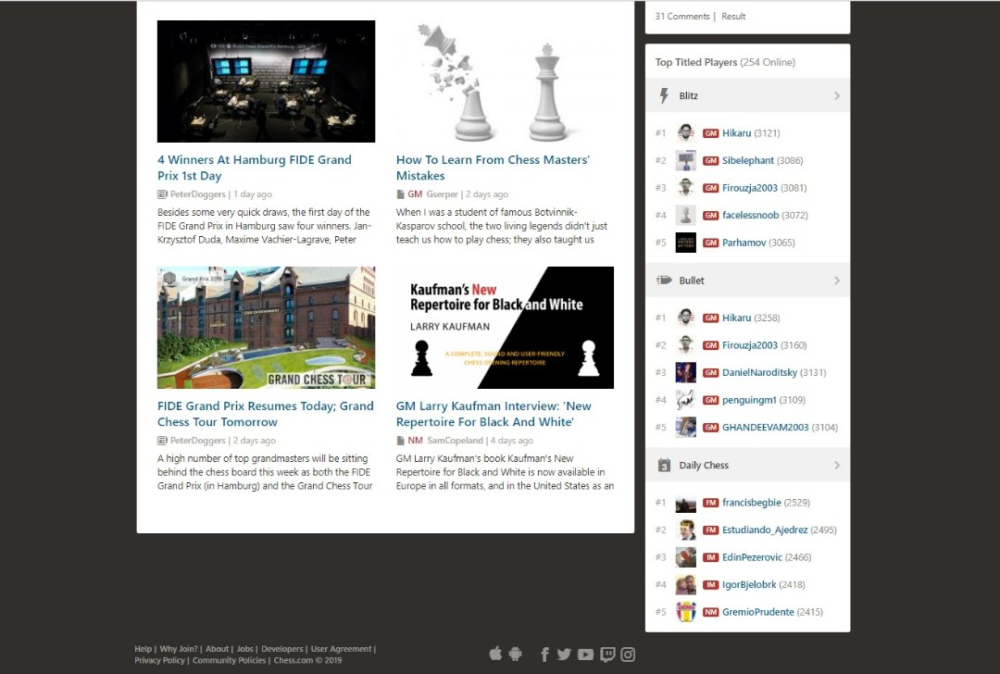 FIDE World Chess Grand Prix Hamburg - 2019
4 Winners At Hamburg FIDE Grand
Prix 1st Day
PeterDoggers | 1 day ago
Besides some very quick draws, the first day of the
FIDE Grand Prix in Hamburg saw four winners. Jan-
Krzysztof Duda, Maxime Vachier-Lagrave, Peter
How To Learn From Chess Masters'
Mistakes
GM Gserper | 2 days ago
When I was a student of famous Botvinnik-
Kasparov school, the two living legends didn't just
teach us how to play chess; they also taught us
Grand Prix 2019
GRAND CHESS TOUR
FIDE Grand Prix Resumes Today; Grand
Chess Tour Tomorrow
PeterDoggers | 2 days ago
A high number of top grandmasters will be sitting
behind the chess board this week as both the FIDE
Grand Prix (in Hamburg) and the Grand Chess Tour
Kaufman's New
Repertoire for Black and White
LARRY KAUFMAN
A COMPLETE, SOUND AND USER-FRIENDLY
CHESS OPENING REPERTOIRE
GM Larry Kaufman Interview: 'New
Repertoire For Black And White'
NM SamCopeland | 4 days ago
GM Larry Kaufman's book Kaufman's New
Repertoire for Black and White is now available in
Europe in all formats, and in the United States as an
31 Comments | Result
Top Titled Players (254 Online)
Blitz
#1 GM Hikaru (3121)
#2 GM Sibelephant (3086)
#3 GM Firouzja2003 (3081)
#4 GM facelessnoob (3072)
#5 GM Parhamov (3065)
Bullet
#1 GM Hikaru (3258)
#2 GM Firouzja2003 (3160)
#3 GM DanielNaroditsky (3131)
#4 GM penguingm1 (3109)
#5 GM GHANDEEVAM2003 (3104)
3 Daily Chess
#1 FM francisbegbie (2529)
#2 FM Estudiando_Ajedrez (2495)
#3 IM EdinPezerovic (2466)
#4 IM IgorBjelobrk (2418)
#5 NM GremioPrudente (2415)
Help | Why Join? | About | Jobs | Developers | User Agreement |
Privacy Policy | Community Policies | Chess.com © 2019